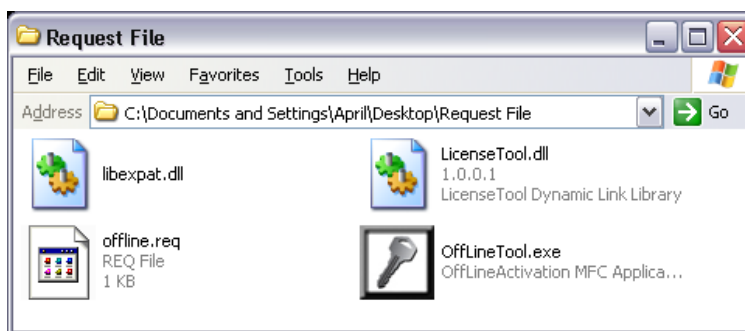 Request File
File Edit View Favorites Tools Help
Address C:\Documents and Settings\April\Desktop\Request File Go
libexpat.dll
LicenseTool.dll
1.0.0.1
LicenseTool Dynamic Link Library
offline.req
REQ File
1 KB
OffLineTool.exe
OffLineActivation MFC Applica...